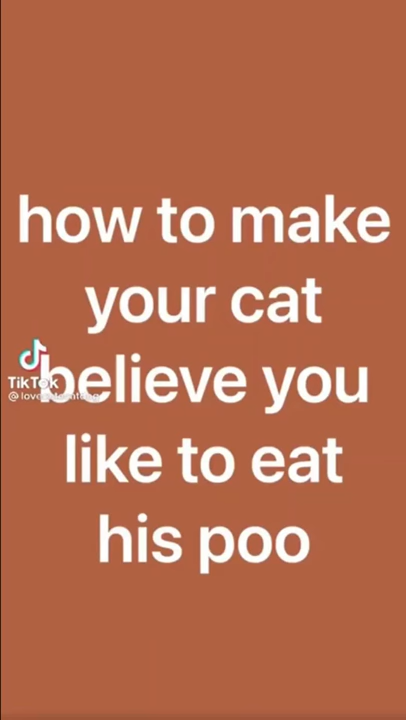 how to make
your cat
TikTok
believe you
like to eat
his poo